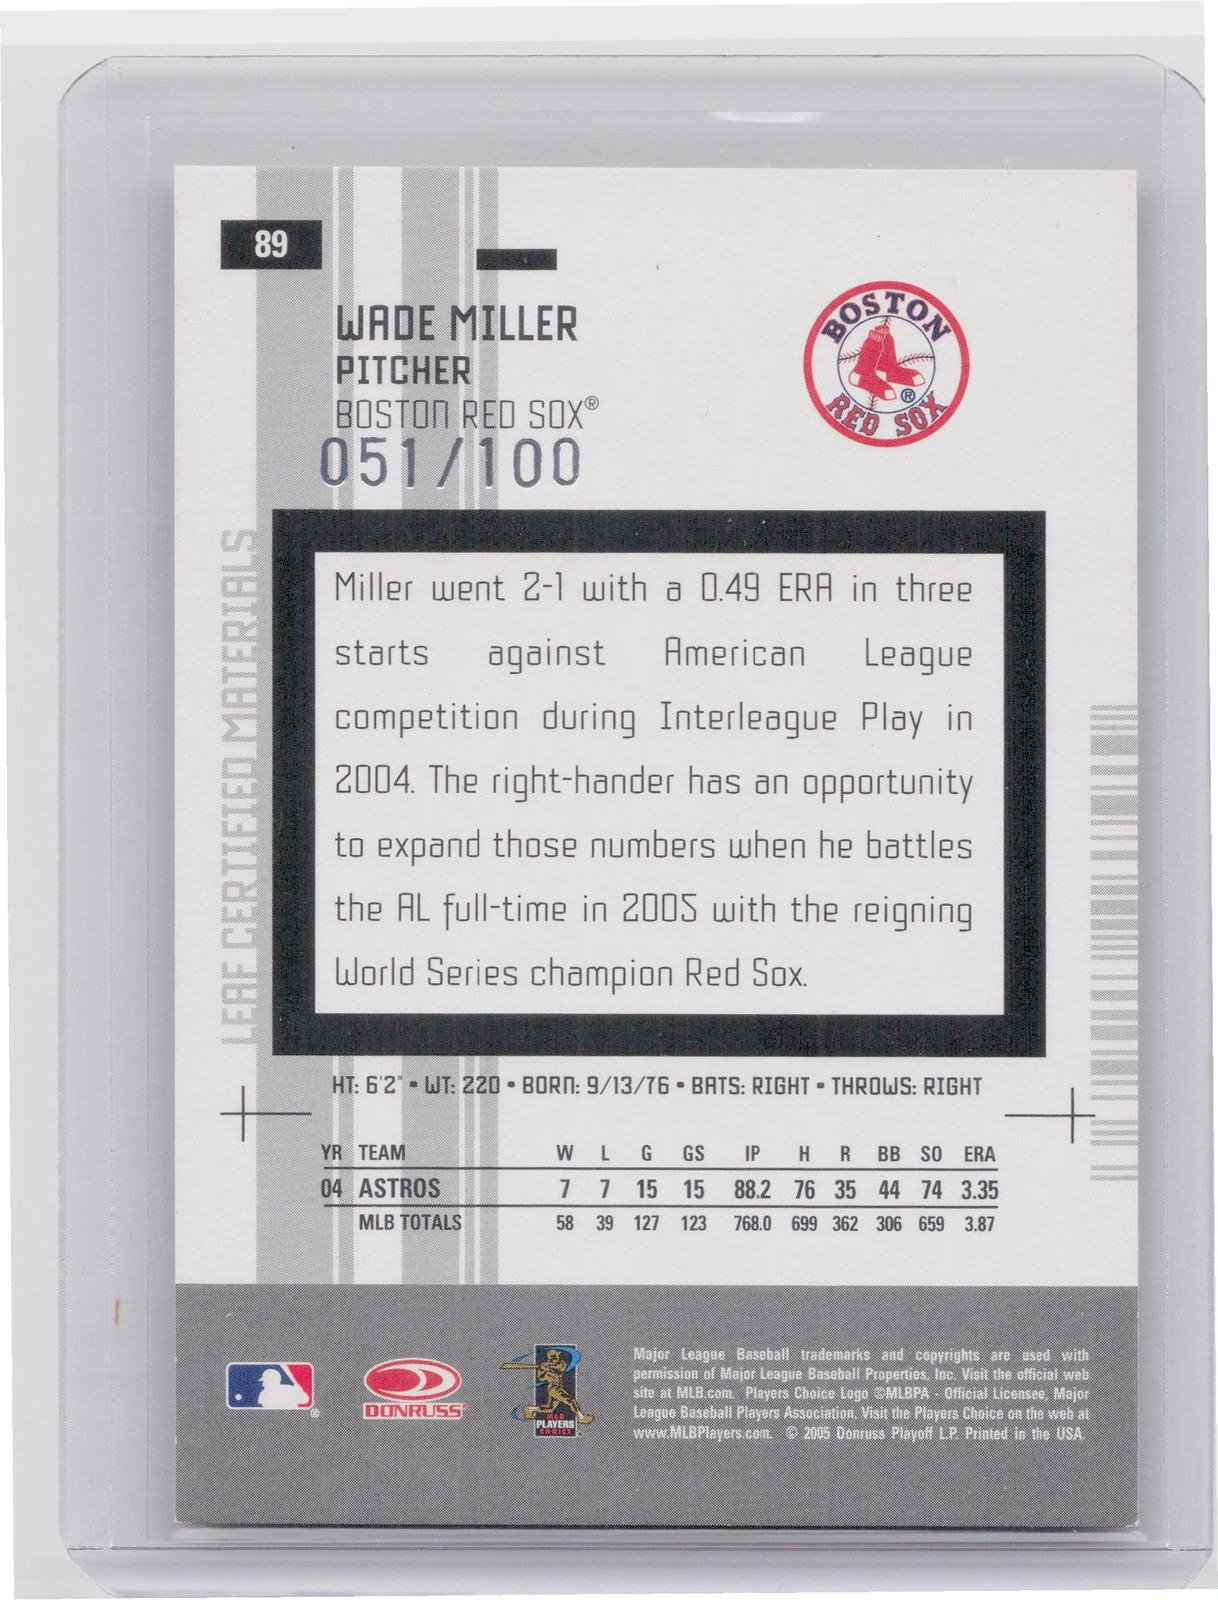 89
WADE MILLER
PITCHER
BOSTON RED SOX®
051/100
BOSTON
RED SOX
®
LEAF CERTIFIED MATERIALS
Miller went 2-1 with a 0.49 ERA in three
starts against American League
competition during Interleague Play in
2004. The right-hander has an opportunity
to expand those numbers when he battles
the AL full-time in 2005 with the reigning
World Series champion Red Sox.
HT: 6'2" ▪ WT: 220 ▪ BORN: 9/13/76 ▪ BATS: RIGHT ▪ THROWS: RIGHT
YR TEAM W L G GS IP H R BB SO ERA
04 ASTROS 7 7 15 15 88.2 76 35 44 74 3.35
MLB TOTALS 58 39 127 123 768.0 699 362 306 659 3.87
DONRUSS
MLB
PLAYERS
CHOICE
Major League Baseball trademarks and copyrights are used with
permission of Major League Baseball Properties, Inc. Visit the official web
site at MLB.com. Players Choice Logo ©MLBPA - Official Licensee, Major
League Baseball Players Association. Visit the Players Choice on the web at
www.MLBPlayers.com. © 2005 Donruss Playoff L.P. Printed in the USA.